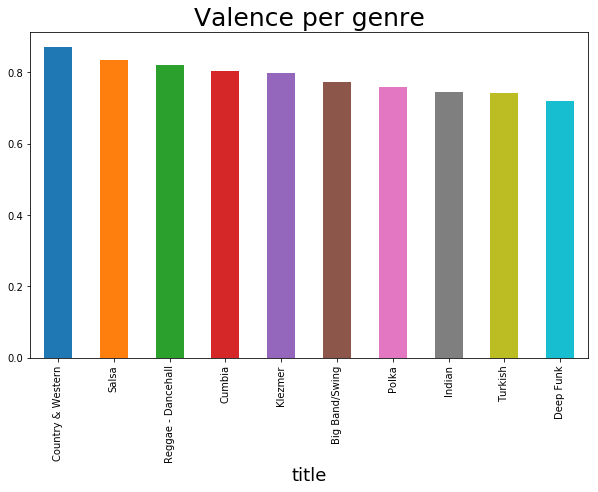 Valence per genre
0.8
0.6
0.4
0.2
0.0
Country & Western
Salsa
Reggae - Dancehall
Cumbia
Klezmer
Big Band/Swing
Polka
Indian
Turkish
Deep Funk
title